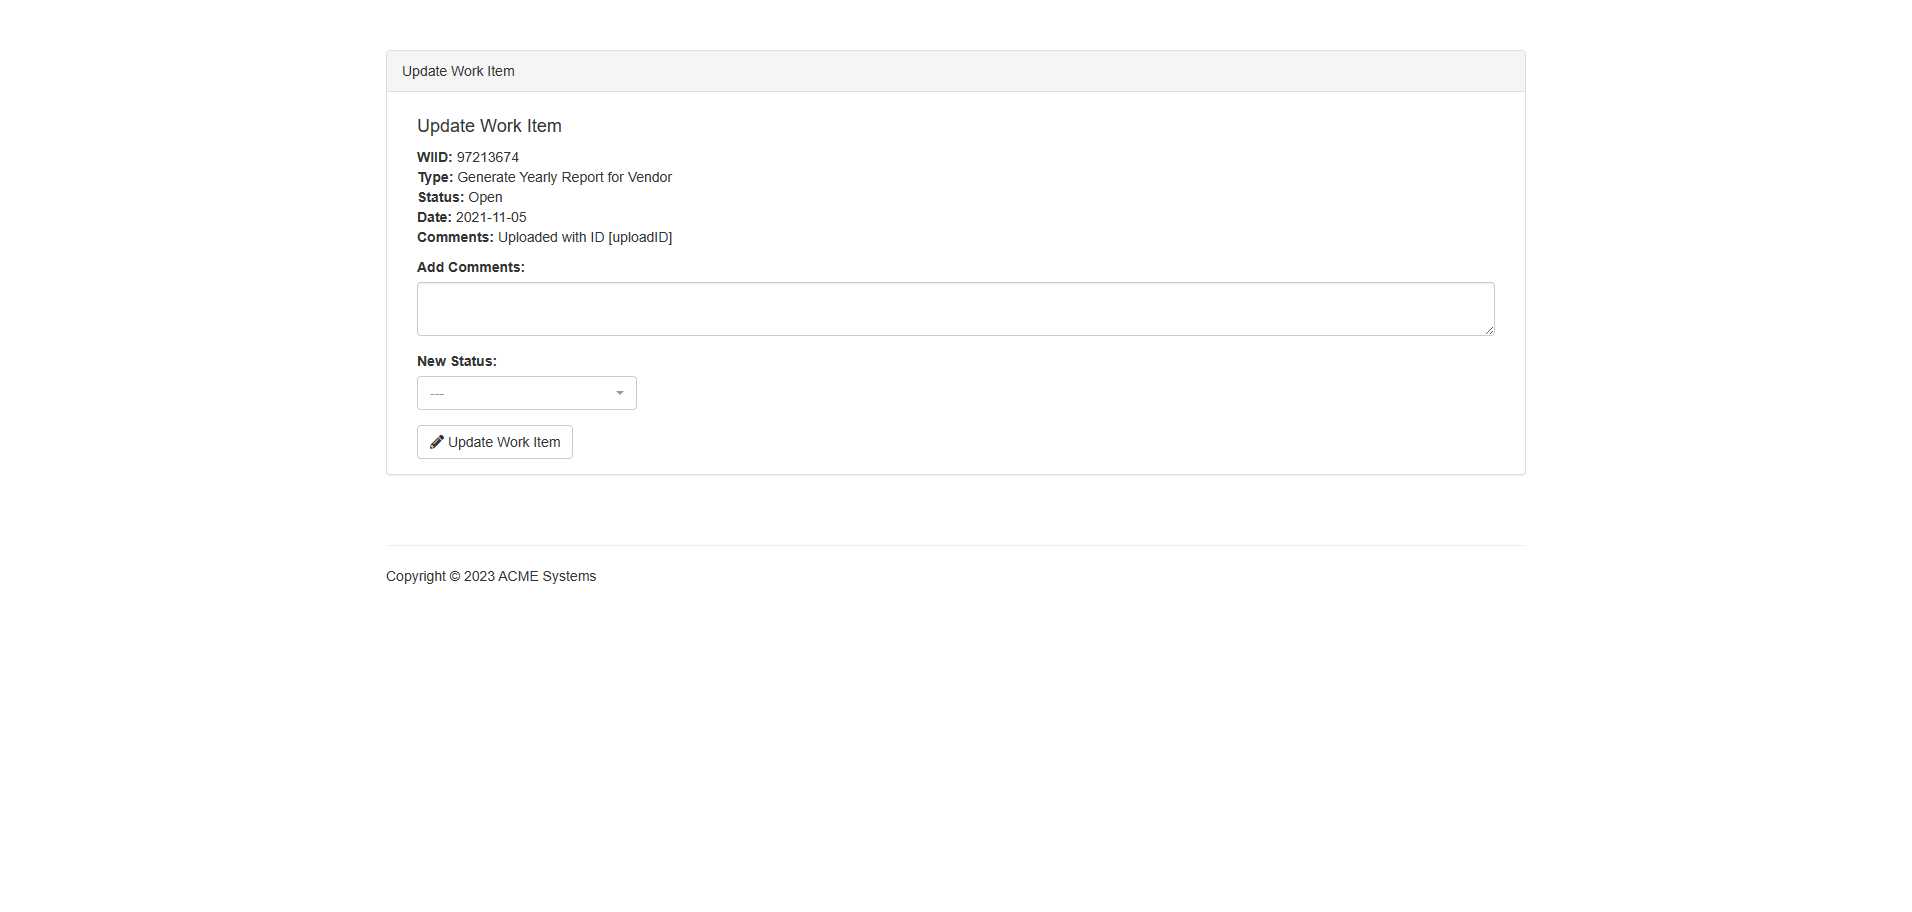 Update Work Item
Update Work Item
WIID: 97213674
Type: Generate Yearly Report for Vendor
Status: Open
Date: 2021-11-05
Comments: Uploaded with ID [uploadID]
Add Comments:
New Status:
---
Update Work Item
Copyright © 2023 ACME Systems